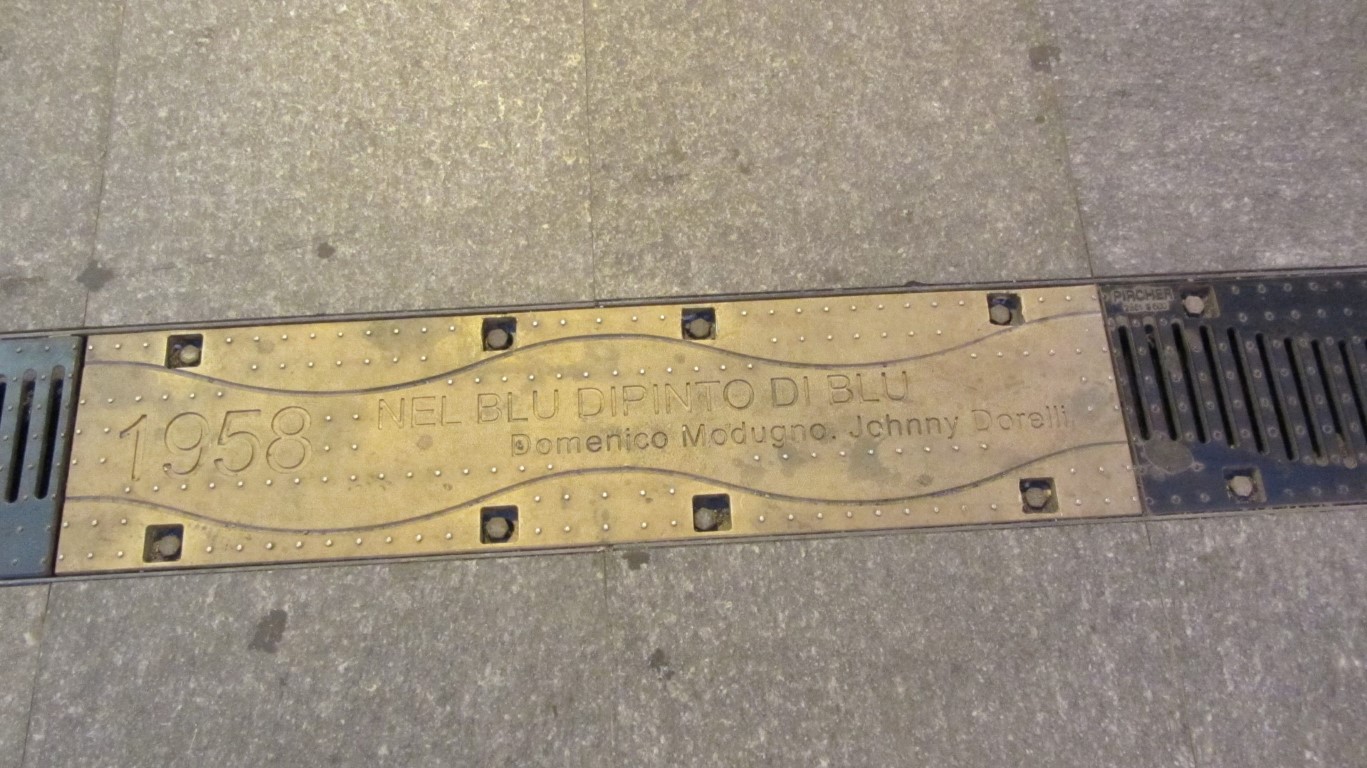 1958
NEL BLU DIPINTO DI BLU
Domenico Modugno. Johnny Dorelli
PIRCHER